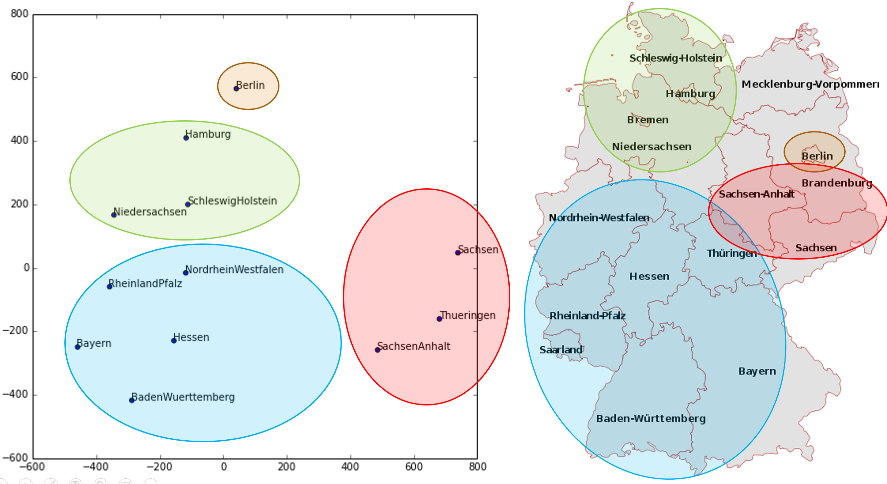 800
600
400
200
0
−200
−400
−600
−600
−400
−200
0
200
400
600
800
Berlin
Hamburg
SchleswigHolstein
Niedersachsen
Sachsen
NordrheinWestfalen
RheinlandPfalz
Thueringen
Hessen
Bayern
SachsenAnhalt
BadenWuerttemberg
Schleswig-Holstein
Mecklenburg-Vorpommern
Hamburg
Bremen
Niedersachsen
Berlin
Brandenburg
Sachsen-Anhalt
Nordrhein-Westfalen
Sachsen
Thüringen
Hessen
Rheinland-Pfalz
Saarland
Bayern
Baden-Württemberg